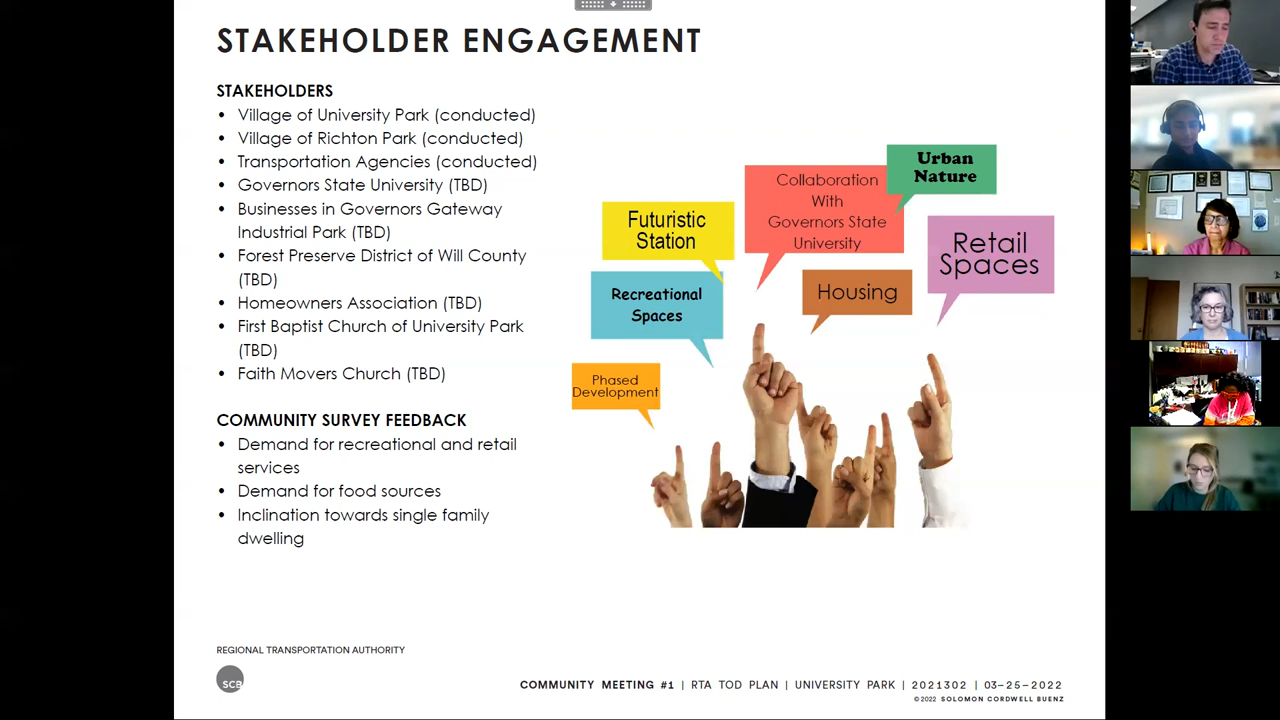 STAKEHOLDER ENGAGEMENT
STAKEHOLDERS
• Village of University Park (conducted)
• Village of Richton Park (conducted)
• Transportation Agencies (conducted)
• Governors State University (TBD)
• Businesses in Governors Gateway
Industrial Park (TBD)
• Forest Preserve District of Will County
(TBD)
• Homeowners Association (TBD)
• First Baptist Church of University Park
(TBD)
• Faith Movers Church (TBD)
COMMUNITY SURVEY FEEDBACK
• Demand for recreational and retail
services
• Demand for food sources
• Inclination towards single family
dwelling
Futuristic
Station
Collaboration
With
Governors State
University
Urban
Nature
Retail
Spaces
Recreational
Spaces
Housing
Phased
Development
REGIONAL TRANSPORTATION AUTHORITY
SCB
COMMUNITY MEETING #1 | RTA TOD PLAN | UNIVERSITY PARK | 2021302 | 03-25-2022
©2022 SOLOMON CORDWELL BUENZ